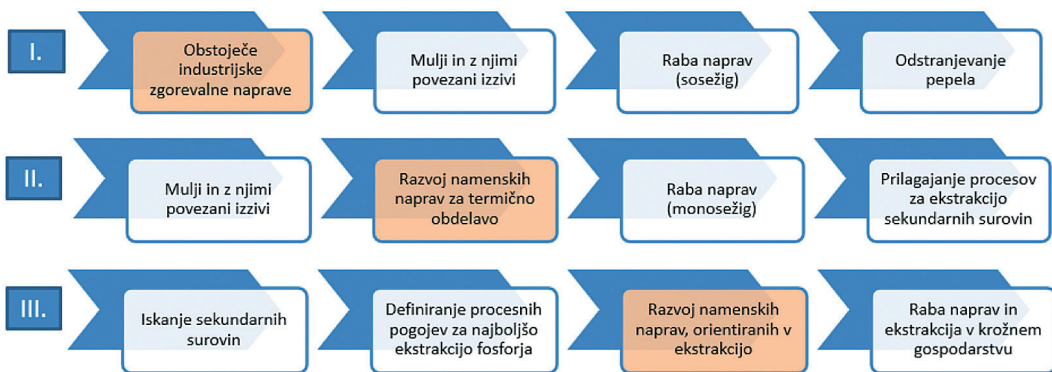 I.
Obstoječe
industrijske
zgorevalne naprave
Mulji in z njimi
povezani izzivi
Raba naprav
(sosežig)
Odstranjevanje
pepela
II.
Mulji in z njimi
povezani izzivi
Razvoj namenskih
naprav za termično
obdelavo
Raba naprav
(monosežig)
Prilagajanje procesov
za ekstrakcijo
sekundarnih surovin
III.
Iskanje sekundarnih
surovin
Definiranje procesnih
pogojev za najboljšo
ekstrakcijo fosforja
Razvoj namenskih
naprav, orientiranih v
ekstrakcijo
Raba naprav in
ekstrakcija v krožnem
gospodarstvu